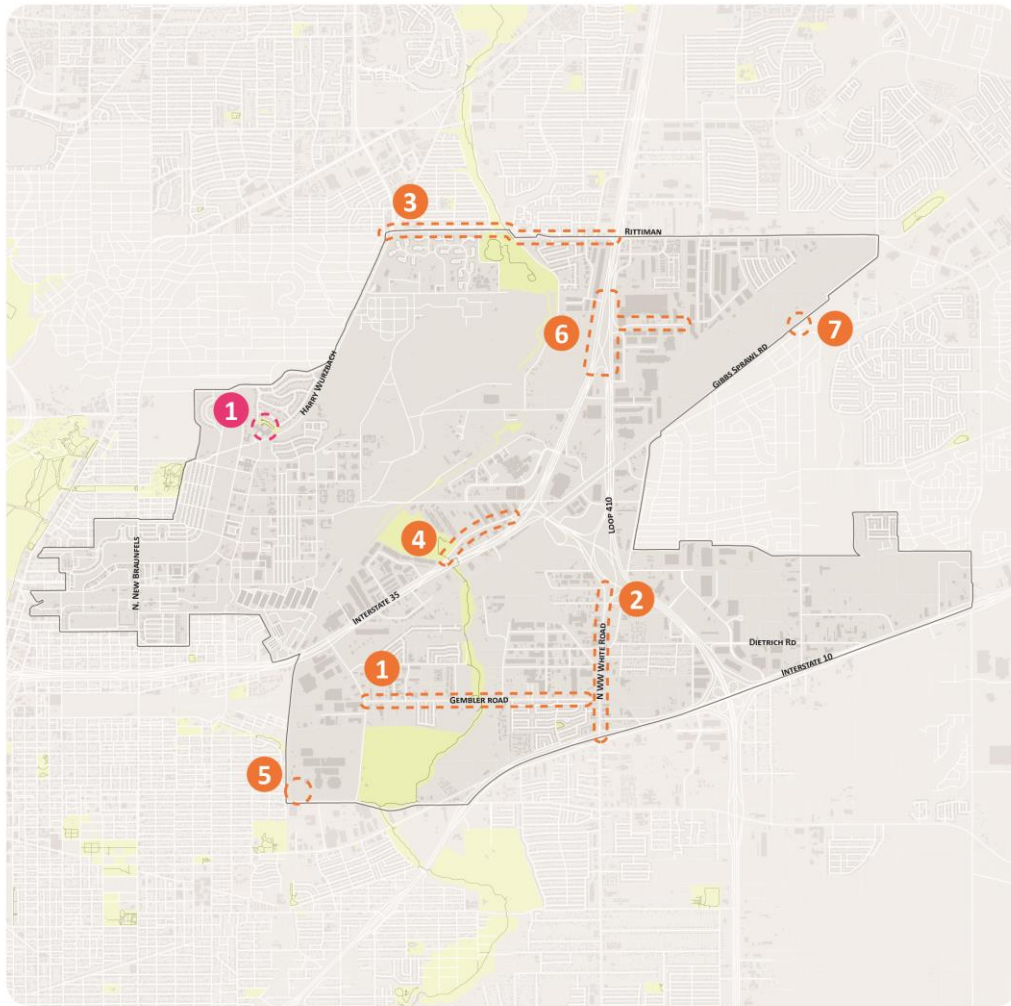 3
RITTIMAN
6
7
GIBBS SPRAWL RD
HARRY WURZBACH
1
LOOP 410
4
N. NEW BRAUNFELS
INTERSTATE 35
2
N WW WHITE ROAD
DIETRICH RD
INTERSTATE 10
1
GEMBLER ROAD
5